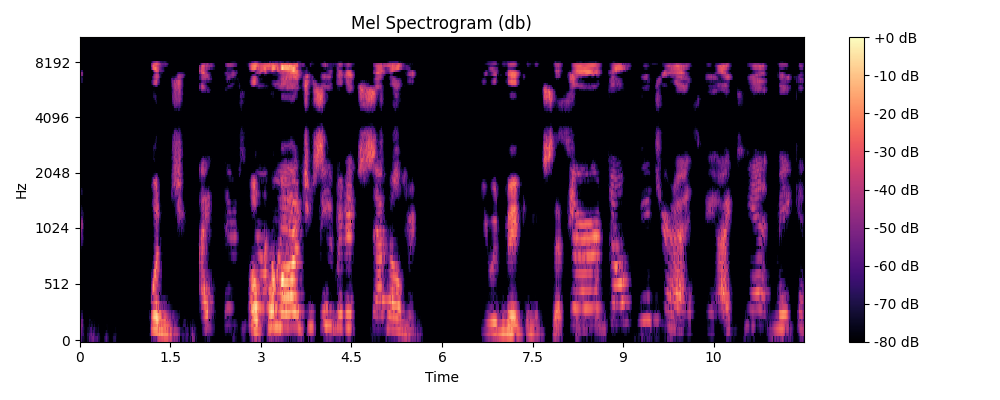 Mel Spectrogram (db)
8192
4096
2048
1024
512
0
Hz
0 1.5 3 4.5 6 7.5 9 10
Time
+0 dB
-10 dB
-20 dB
-30 dB
-40 dB
-50 dB
-60 dB
-70 dB
-80 dB